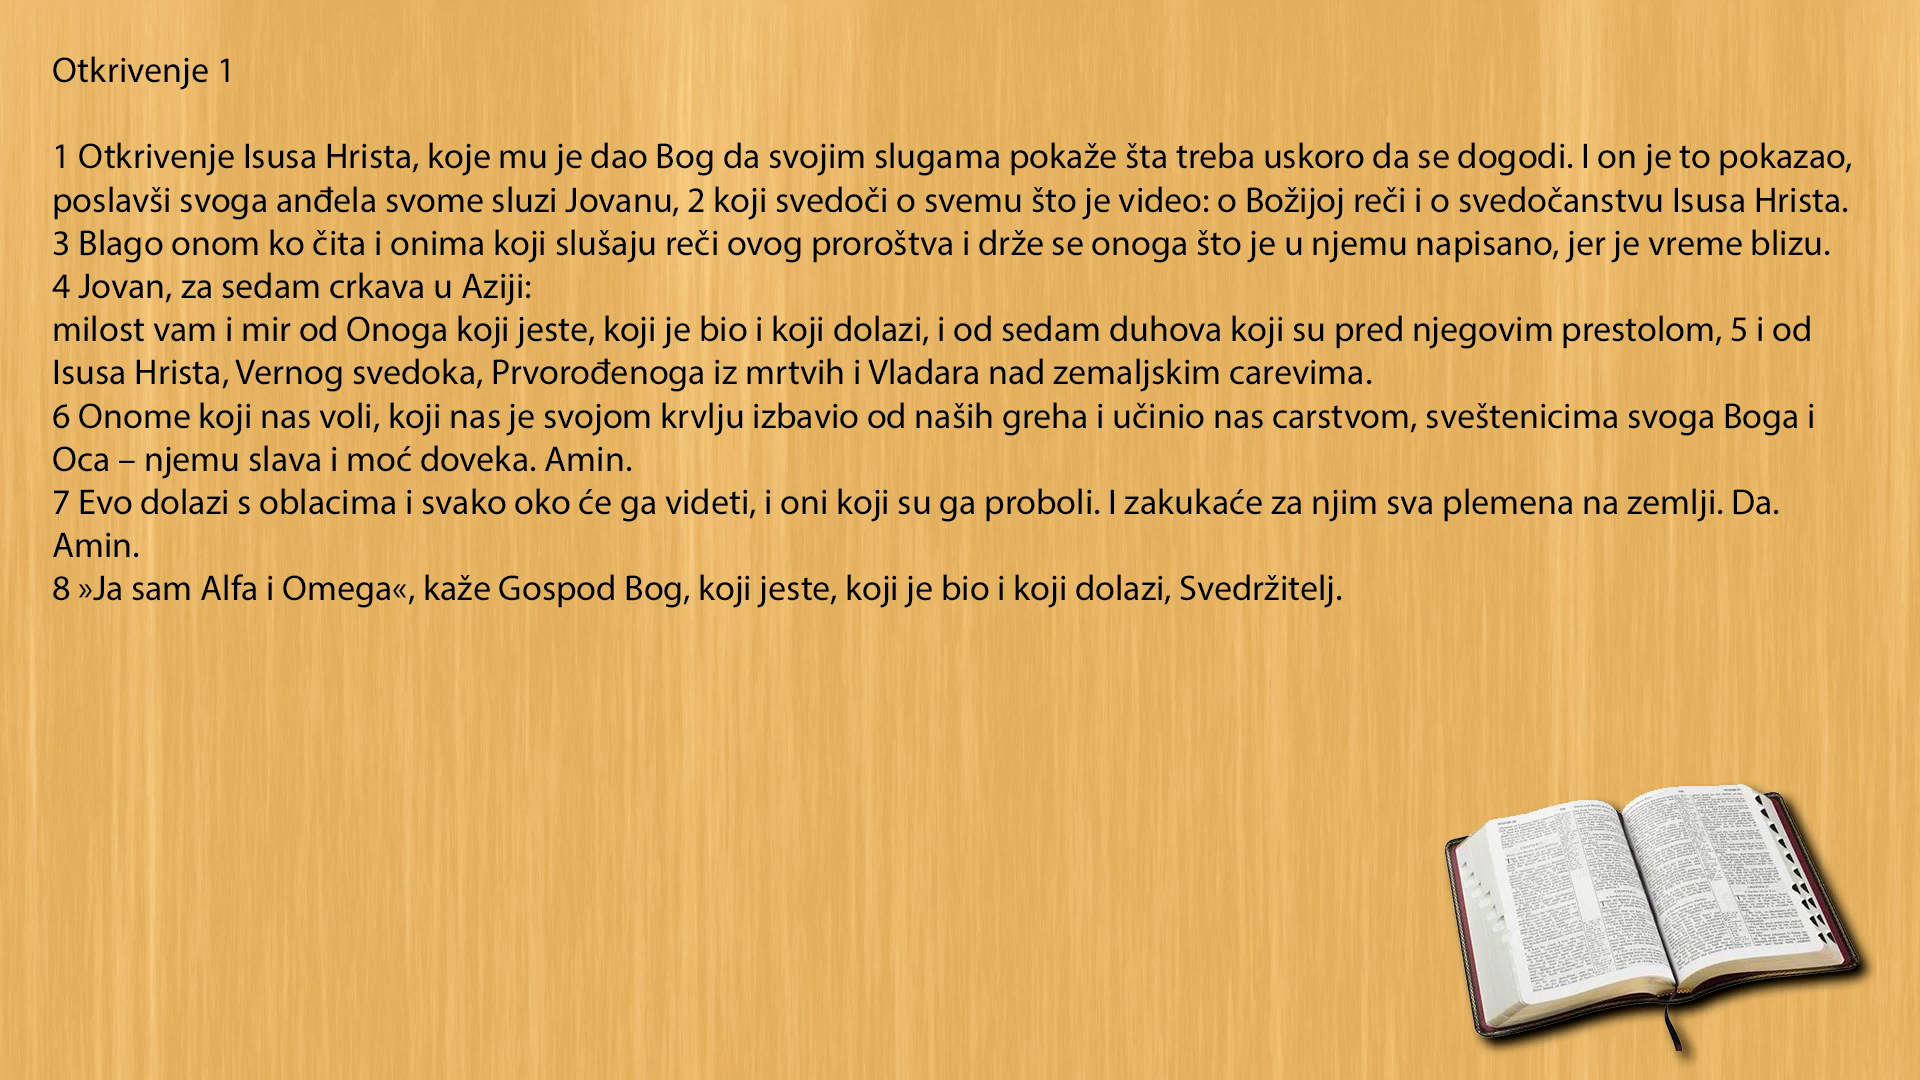 Otkrivenje 1
1 Otkrivenje Isusa Hrista, koje mu je dao Bog da svojim slugama pokaže šta treba uskoro da se dogodi. I on je to pokazao,
poslavši svoga anđela svome sluzi Jovanu, 2 koji svedoči o svemu što je video: o Božijoj reči i o svedočanstvu Isusa Hrista.
3 Blago onom ko čita i onima koji slušaju reči ovog proroštva i drže se onoga što je u njemu napisano, jer je vreme blizu.
4 Jovan, za sedam crkava u Aziji:
milost vam i mir od Onoga koji jeste, koji je bio i koji dolazi, i od sedam duhova koji su pred njegovim prestolom, 5 i od
Isusa Hrista, Vernog svedoka, Prvorođenoga iz mrtvih i Vladara nad zemaljskim carevima.
6 Onome koji nas voli, koji nas je svojom krvlju izbavio od naših greha i učinio nas carstvom, sveštenicima svoga Boga i
Oca – njemu slava i moć doveka. Amin.
7 Evo dolazi s oblacima i svako oko će ga videti, i oni koji su ga proboli. I zakukaće za njim sva plemena na zemlji. Da.
Amin.
8 »Ja sam Alfa i Omega«, kaže Gospod Bog, koji jeste, koji je bio i koji dolazi, Svedržitelj.